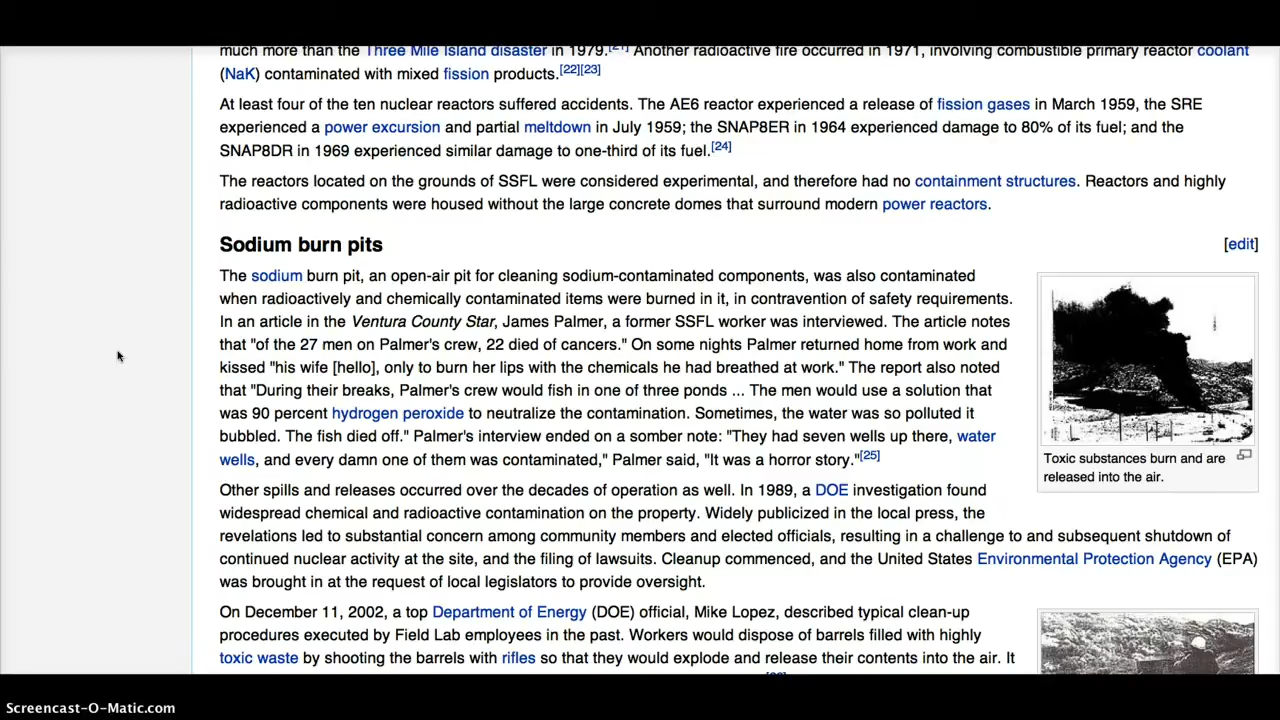 much more than the Three Mile Island disaster in 1979.[21] Another radioactive fire occurred in 1971, involving combustible primary reactor coolant
(NaK) contaminated with mixed fission products.[22][23]
At least four of the ten nuclear reactors suffered accidents. The AE6 reactor experienced a release of fission gases in March 1959, the SRE
experienced a power excursion and partial meltdown in July 1959; the SNAP8ER in 1964 experienced damage to 80% of its fuel; and the
SNAP8DR in 1969 experienced similar damage to one-third of its fuel.[24]
The reactors located on the grounds of SSFL were considered experimental, and therefore had no containment structures. Reactors and highly
radioactive components were housed without the large concrete domes that surround modern power reactors.
Sodium burn pits [edit]
The sodium burn pit, an open-air pit for cleaning sodium-contaminated components, was also contaminated
when radioactively and chemically contaminated items were burned in it, in contravention of safety requirements.
In an article in the Ventura County Star, James Palmer, a former SSFL worker was interviewed. The article notes
that "of the 27 men on Palmer's crew, 22 died of cancers." On some nights Palmer returned home from work and
kissed "his wife [hello], only to burn her lips with the chemicals he had breathed at work." The report also noted
that "During their breaks, Palmer's crew would fish in one of three ponds ... The men would use a solution that
was 90 percent hydrogen peroxide to neutralize the contamination. Sometimes, the water was so polluted it
bubbled. The fish died off." Palmer's interview ended on a somber note: "They had seven wells up there, water
wells, and every damn one of them was contaminated," Palmer said, "It was a horror story."[25]
Toxic substances burn and are
released into the air.
Other spills and releases occurred over the decades of operation as well. In 1989, a DOE investigation found
widespread chemical and radioactive contamination on the property. Widely publicized in the local press, the
revelations led to substantial concern among community members and elected officials, resulting in a challenge to and subsequent shutdown of
continued nuclear activity at the site, and the filing of lawsuits. Cleanup commenced, and the United States Environmental Protection Agency (EPA)
was brought in at the request of local legislators to provide oversight.
On December 11, 2002, a top Department of Energy (DOE) official, Mike Lopez, described typical clean-up
procedures executed by Field Lab employees in the past. Workers would dispose of barrels filled with highly
toxic waste by shooting the barrels with rifles so that they would explode and release their contents into the air. It
Screencast-O-Matic.com